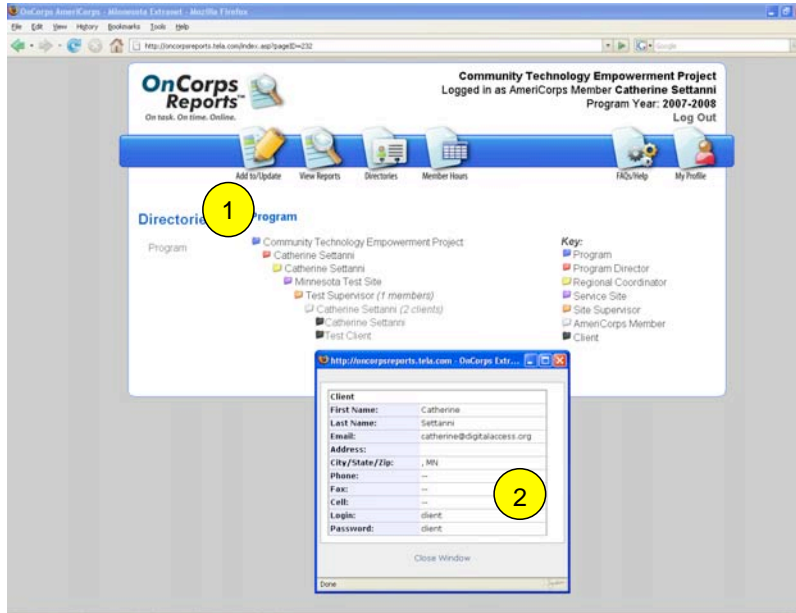 OnCorps AmeriCorps - Minnesota Extranet - Mozilla Firefox
File Edit View History Bookmarks Tools Help
http://oncorpsreports.tela.com/index.asp?pageID=232
Google
OnCorps
Reports™
On task. On time. Online.
Community Technology Empowerment Project
Logged in as AmeriCorps Member Catherine Settanni
Program Year: 2007-2008
Log Out
Add to/Update View Reports Directories Member Hours FAQs/Help My Profile
1
Directorie Program
Program
Community Technology Empowerment Project
Catherine Settanni
Catherine Settanni
Minnesota Test Site
Test Supervisor (1 members)
Catherine Settanni (2 clients)
Catherine Settanni
Test Client
Key:
Program
Program Director
Regional Coordinator
Service Site
Site Supervisor
AmeriCorps Member
Client
http://oncorpsreports.tela.com - OnCorps Extr...
Client
First Name: Catherine
Last Name: Settanni
Email: catherine@digitalaccess.org
Address:
City/State/Zip: , MN
Phone: --
Fax: --
Cell: --
Login: client
Password: client
2
Close Window
Done